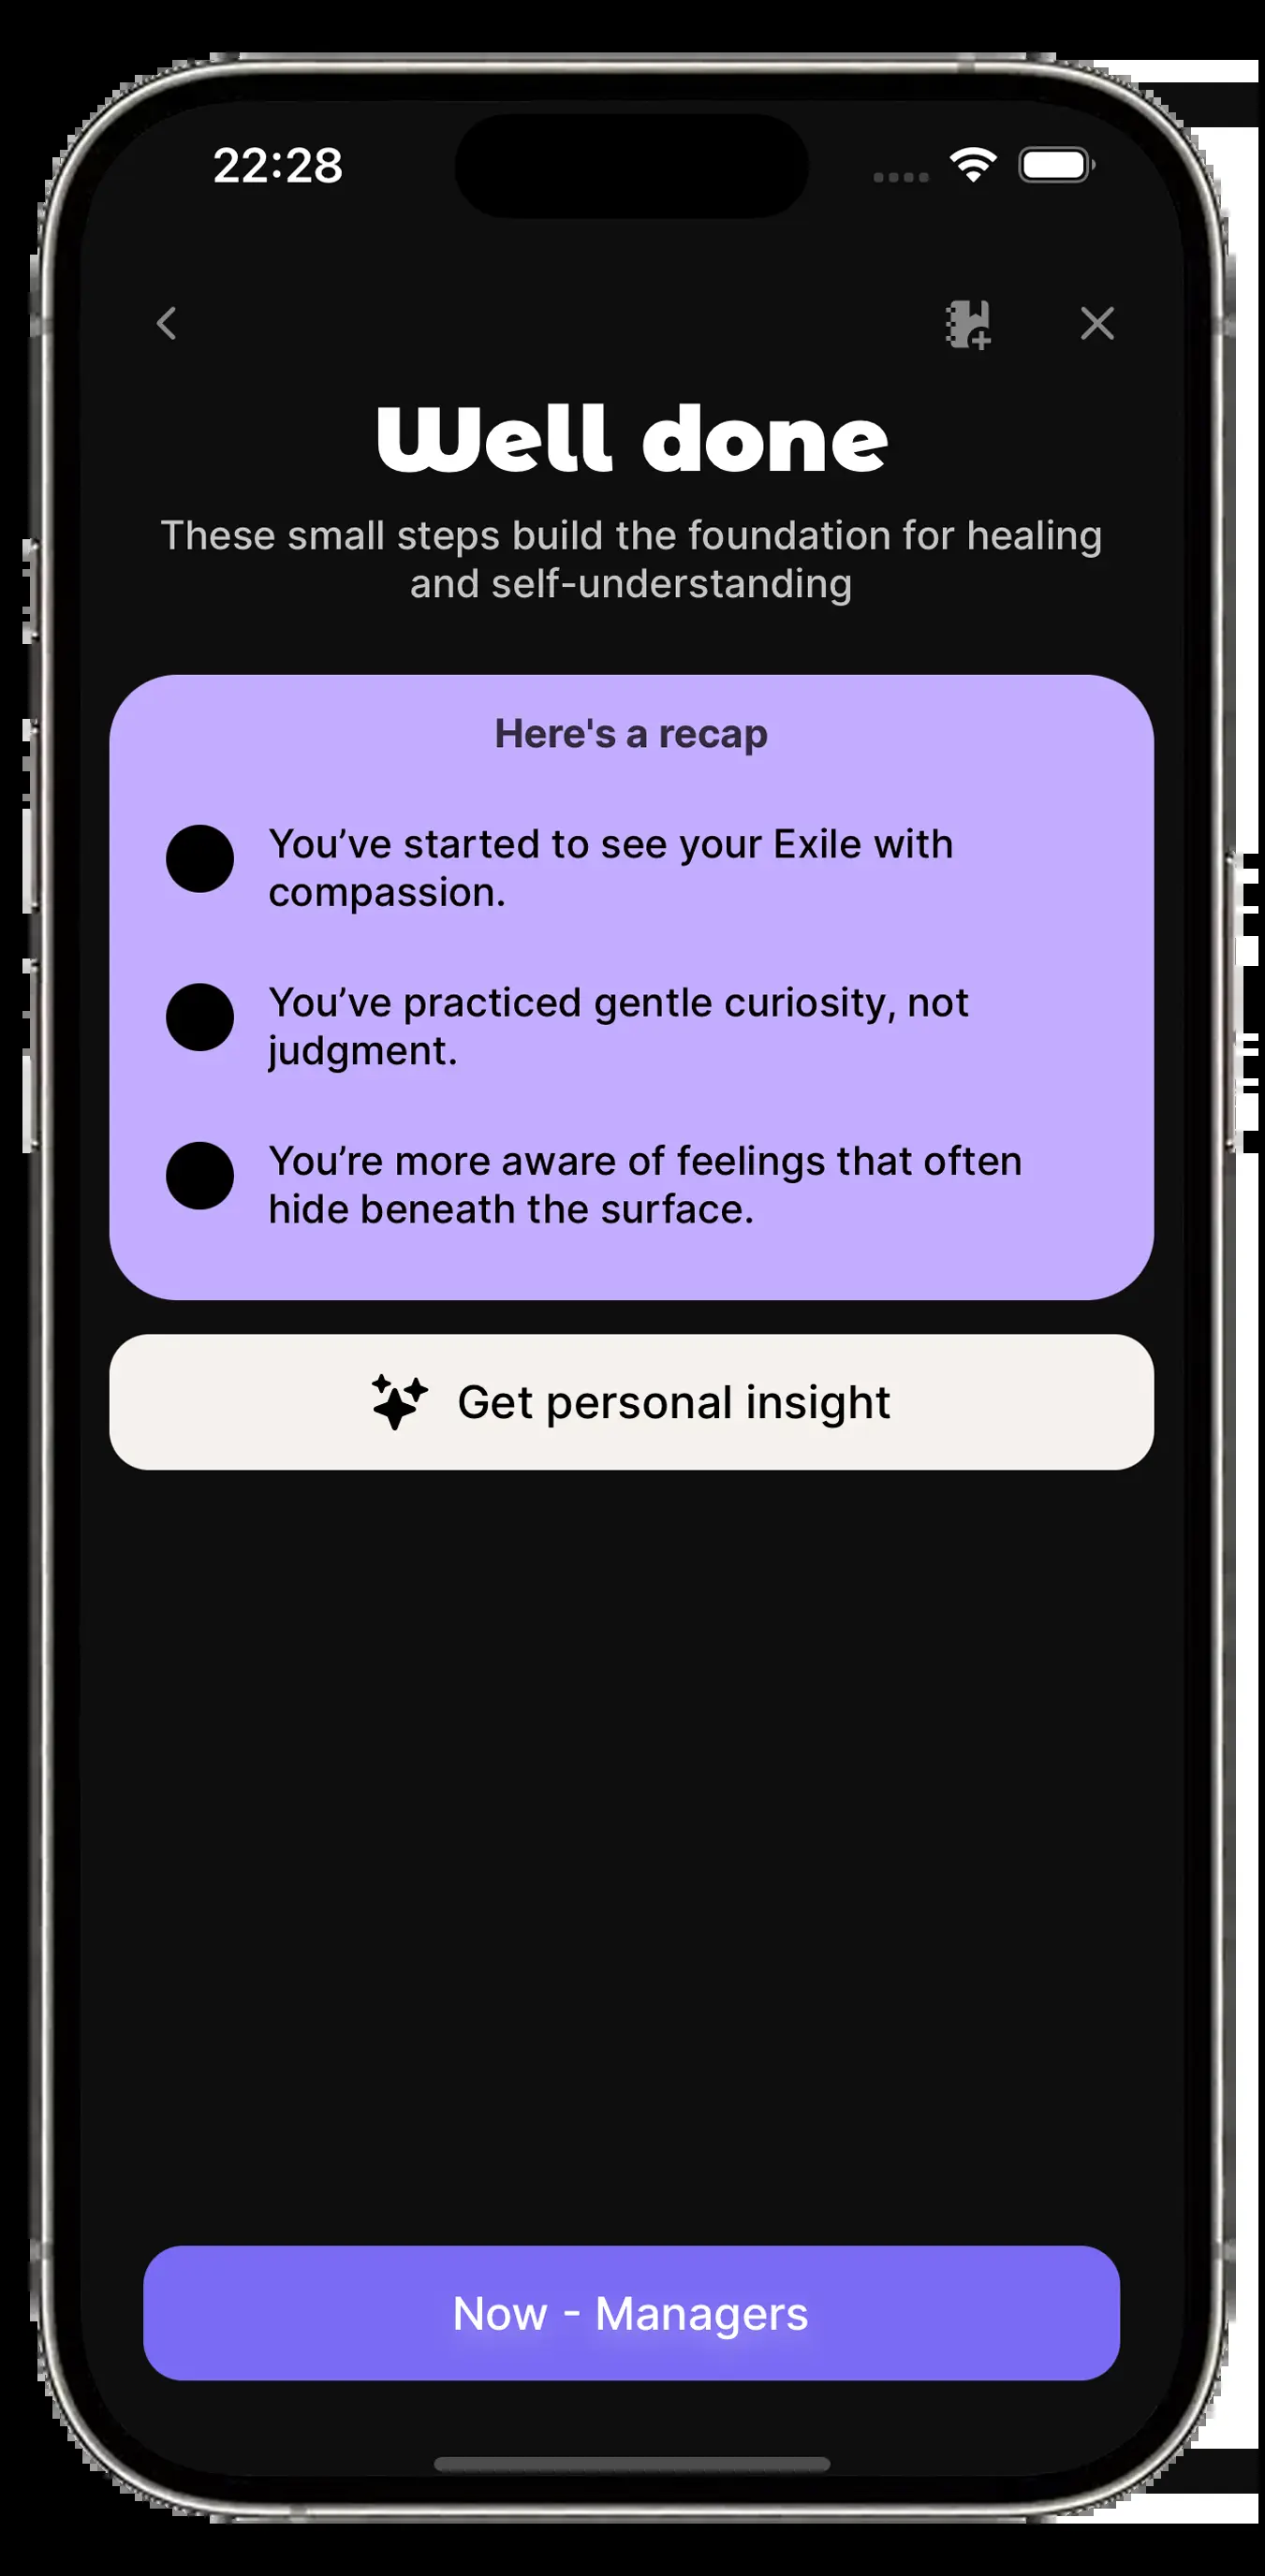 22:28
Well done
These small steps build the foundation for healing
and self-understanding
Here's a recap
You’ve started to see your Exile with
compassion.
You’ve practiced gentle curiosity, not
judgment.
You’re more aware of feelings that often
hide beneath the surface.
Get personal insight
Now - Managers